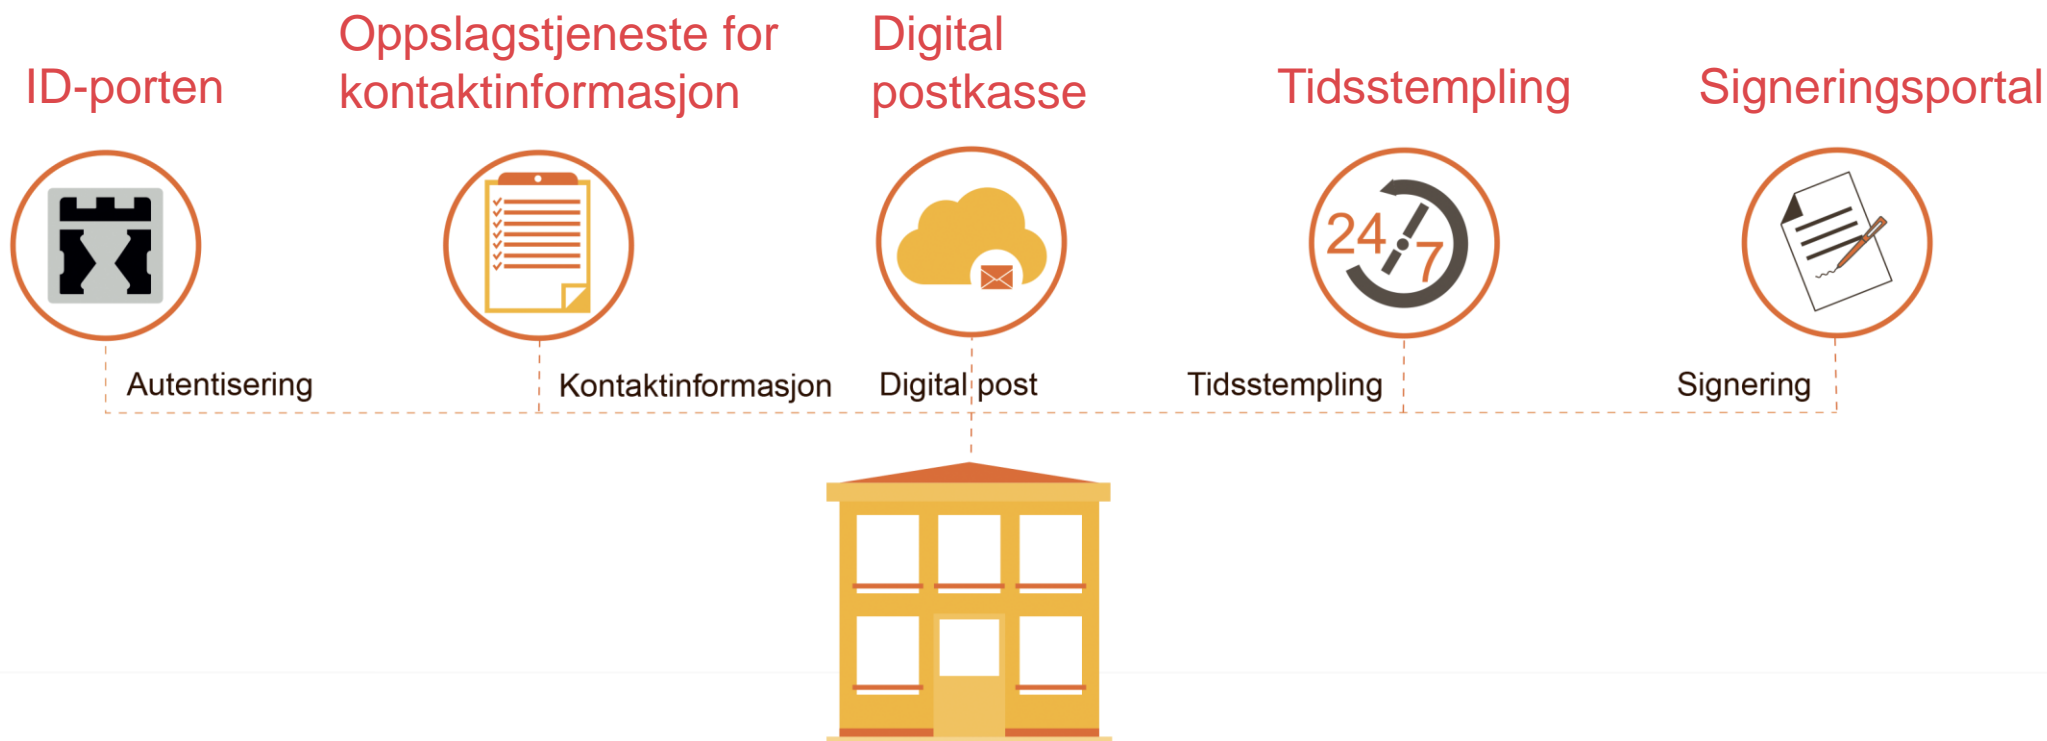 ID-porten
Oppslagstjeneste for
kontaktinformasjon
Digital
postkasse
Tidsstempling
Signeringsportal
24
7
Autentisering
Kontaktinformasjon
Digital post
Tidsstempling
Signering